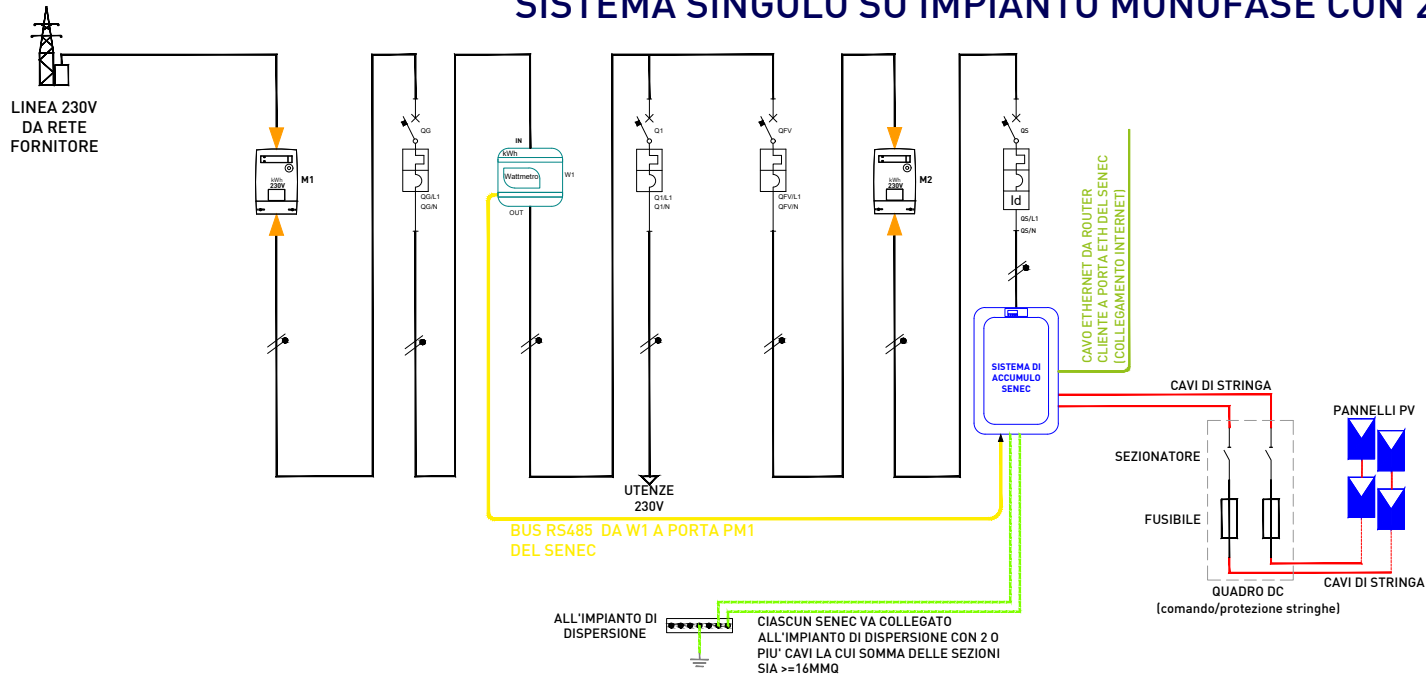 SISTEMA SINGOLO SU IMPIANTO MONOFASE CON 2
LINEA 230V
DA RETE
FORNITORE
kWh
230V
M1
QG
QG/L1
QG/N
IN
kWh
Wattmetro
W1
OUT
Q1
Q1/L1
Q1/N
QFV
QFV/L1
QFV/N
kWh
230V
M2
QS
Id
QS/L1
QS/N
CAVO ETHERNET DA ROUTER
CLIENTE A PORTA ETH DEL SENEC
(COLLEGAMENTO INTERNET)
SISTEMA DI
ACCUMULO
SENEC
CAVI DI STRINGA
PANNELLI PV
SEZIONATORE
FUSIBILE
UTENZE
230V
BUS RS485 DA W1 A PORTA PM1
DEL SENEC
CAVI DI STRINGA
QUADRO DC
(comando/protezione stringhe)
ALL'IMPIANTO DI
DISPERSIONE
CIASCUN SENEC VA COLLEGATO
ALL'IMPIANTO DI DISPERSIONE CON 2 O
PIU' CAVI LA CUI SOMMA DELLE SEZIONI
SIA >=16MMQ